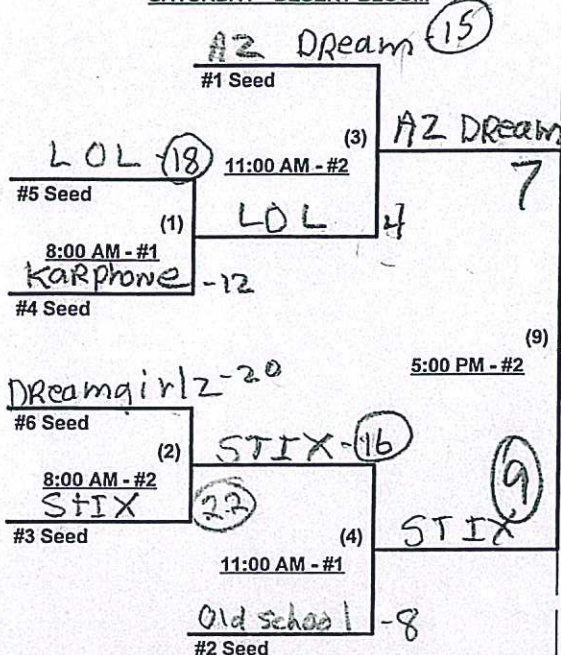 AZ DReam -15
#1 Seed
(3)
AZ DReam
LOL -18
11:00 AM - #2
7
#5 Seed
(1)
LOL 4
8:00 AM - #1
KaRphone -12
#4 Seed
(9)
5:00 PM - #2
DReamgirlz -20
#6 Seed
(2)
STIX -16
8:00 AM - #2
9
STIX 22
#3 Seed
(4)
STIX
11:00 AM - #1
Old school -8
#2 Seed